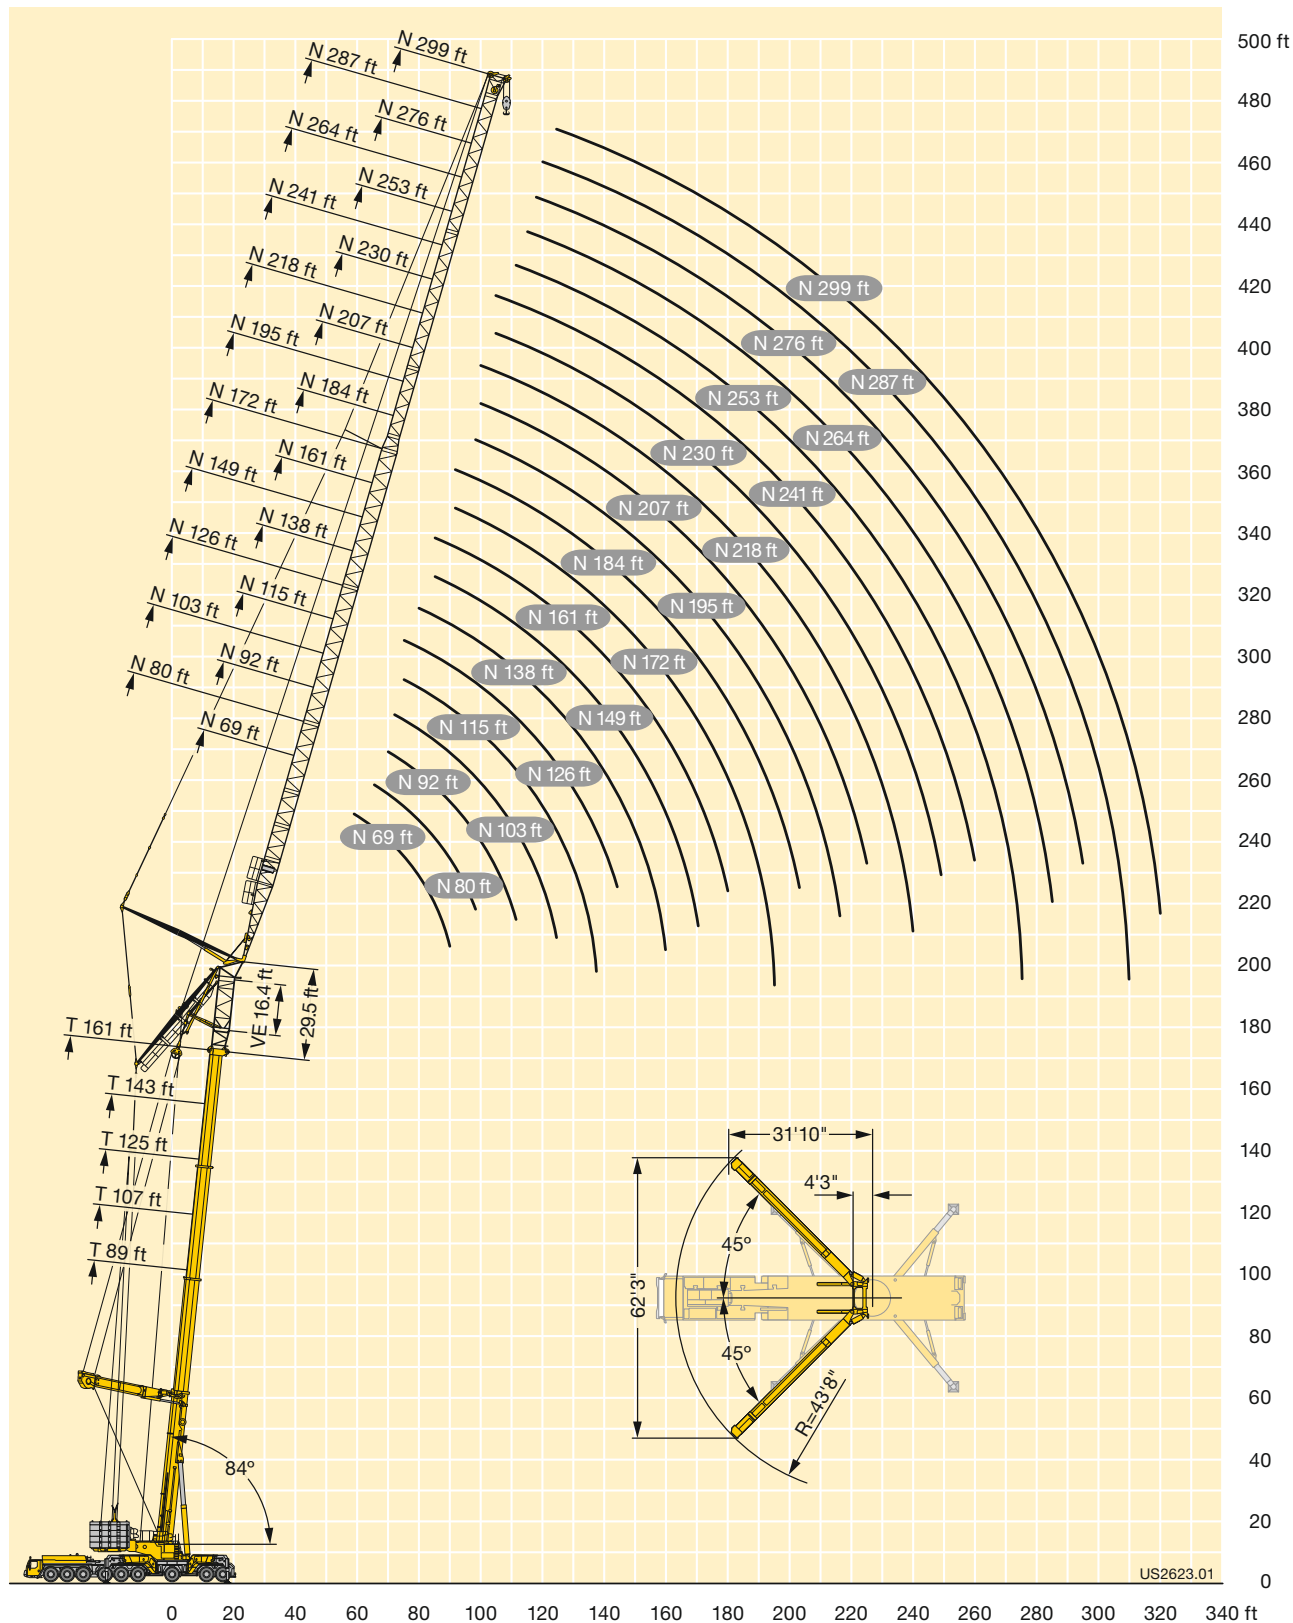 500 ft
N 299 ft
N 287 ft
480
N 276 ft
N 264 ft
460
N 253 ft
N 241 ft
440
N 230 ft
N 218 ft
420
N 299 ft
N 207 ft
N 195 ft
400
N 276 ft
N 287 ft
N 184 ft
N 172 ft
380
N 253 ft
N 264 ft
N 161 ft
N 149 ft
360
N 230 ft
N 241 ft
N 138 ft
N 126 ft
340
N 207 ft
N 218 ft
N 115 ft
N 103 ft
320
N 184 ft
N 195 ft
N 92 ft
N 80 ft
300
N 161 ft
N 172 ft
N 69 ft
280
N 138 ft
N 149 ft
260
N 115 ft
N 126 ft
240
N 92 ft
N 103 ft
220
N 69 ft
N 80 ft
200
VE 16.4 ft
29.5 ft
T 161 ft
180
T 143 ft
160
T 125 ft
140
31'10"
4'3"
T 107 ft
120
45º
T 89 ft
100
62'3"
80
45º
60
R=43'8"
84º
40
20
US2623.01
0
0 20 40 60 80 100 120 140 160 180 200 220 240 260 280 300 320 340 ft